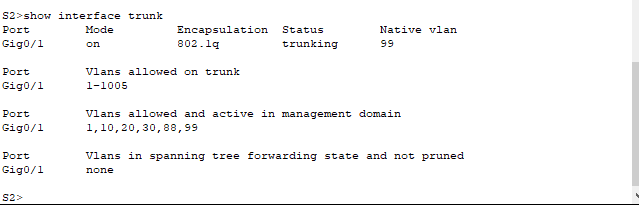 S2>show interface trunk
Port        Mode         Encapsulation  Status        Native vlan
Gig0/1      on           802.1q         trunking      99
Port        Vlans allowed on trunk
Gig0/1      1-1005
Port        Vlans allowed and active in management domain
Gig0/1      1,10,20,30,88,99
Port        Vlans in spanning tree forwarding state and not pruned
Gig0/1      none
S2>